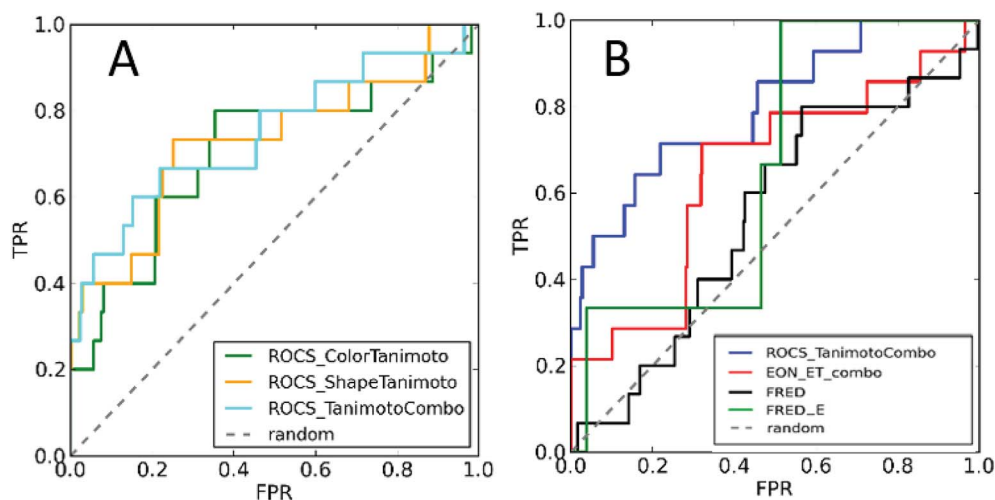 A
1.0
0.8
0.6
0.4
0.2
0.0
TPR
0.0 0.2 0.4 0.6 0.8 1.0
FPR
ROCS_ColorTanimoto
ROCS_ShapeTanimoto
ROCS_TanimotoCombo
random
B
1.0
0.8
0.6
0.4
0.2
0.0
TPR
0.0 0.2 0.4 0.6 0.8 1.0
FPR
ROCS_TanimotoCombo
EON_ET_combo
FRED
FRED_E
random